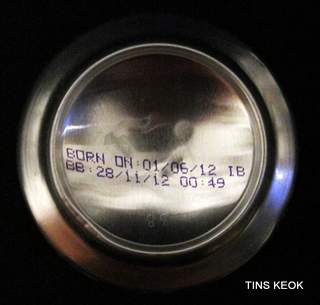 BORN ON:01/06/12 IB
BB:28/11/12 00:49
TINS KEOK